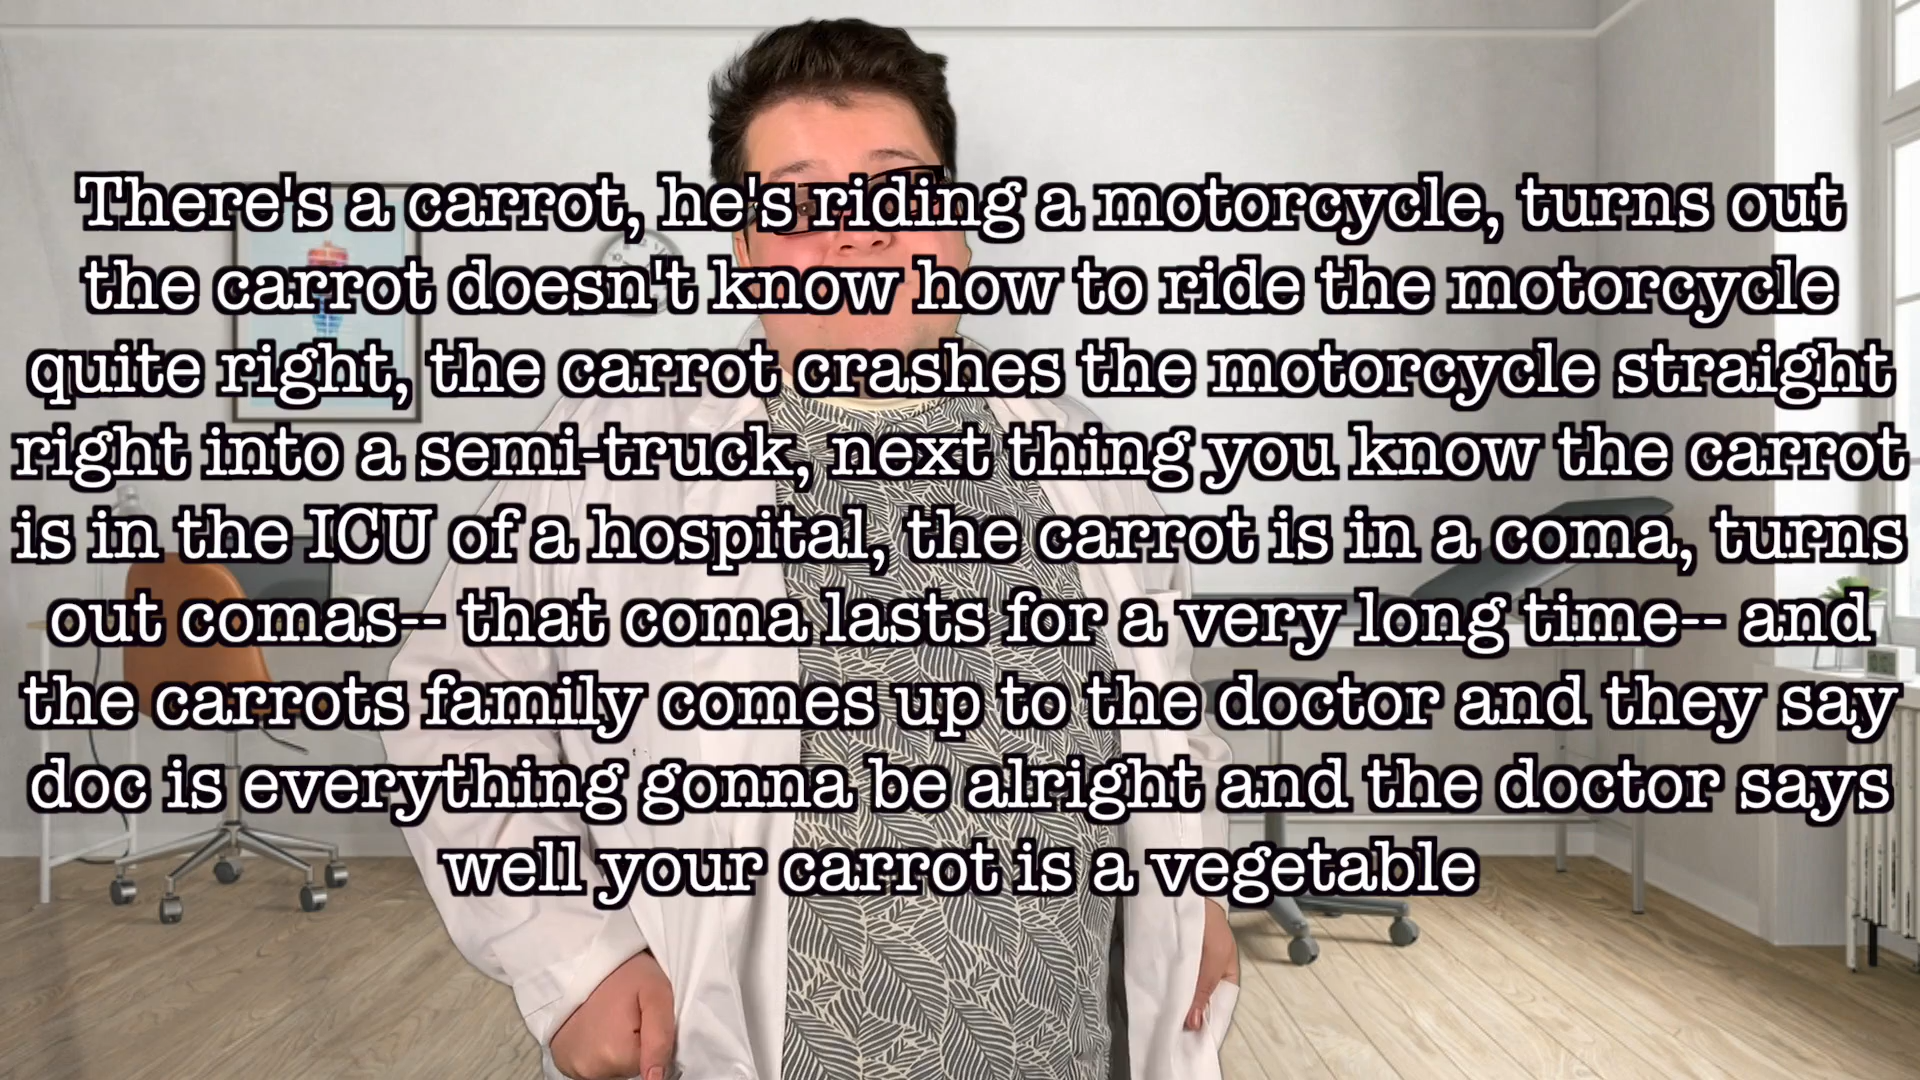 There's a carrot, he's riding a motorcycle, turns out
the carrot doesn't know how to ride the motorcycle
quite right, the carrot crashes the motorcycle straight
right into a semi-truck, next thing you know the carrot
is in the ICU of a hospital, the carrot is in a coma, turns
out comas-- that coma lasts for a very long time-- and
the carrots family comes up to the doctor and they say
doc is everything gonna be alright and the doctor says
well your carrot is a vegetable